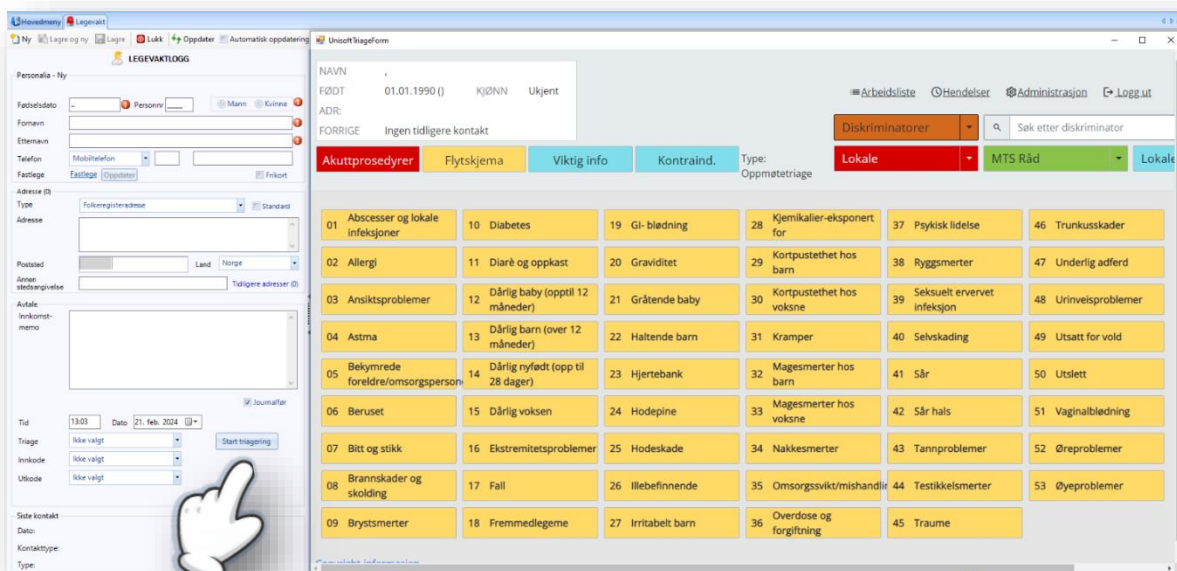 Hovedmeny Legevakt
Ny Lagre og ny Lagre Lukk Oppdater Automatisk oppdatering
LEGEVAKTLOGG
Personalia - Ny
Fødselsdato - Personnr ____ Mann Kvinne
Fornavn
Etternavn
Telefon Mobiltelefon
Fastlege Fastlege Oppdater Frikort
Adresse (0)
Type Folkeregisteradresse Standard
Adresse
Poststed Land Norge
Annen
stedsangivelse Tidligere adresser (0)
Avtale
Innkomst-
memo
Journalfør
Tid 13:03 Dato 21. feb. 2024
Triage Ikke valgt Start triagering
Innkode Ikke valgt
Utkode Ikke valgt
Siste kontakt
Dato:
Kontakttype:
Type:
UnisoftTriageForm
NAVN ,
FØDT 01.01.1990 () KJØNN Ukjent
ADR:
FORRIGE Ingen tidligere kontakt
Arbeidsliste Hendelser Administrasjon Logg ut
Diskriminatorer Søk etter diskriminator
Akuttprosedyrer Flytskjema Viktig info Kontraind. Type:
Oppmøtetriage
Lokale MTS Råd Lokale
01 Abscesser og lokale infeksjoner
02 Allergi
03 Ansiktsproblemer
04 Astma
05 Bekymrede foreldre/omsorgsperson
06 Beruset
07 Bitt og stikk
08 Brannskader og skolding
09 Brystsmerter
10 Diabetes
11 Diarè og oppkast
12 Dårlig baby (opptil 12 måneder)
13 Dårlig barn (over 12 måneder)
14 Dårlig nyfødt (opp til 28 dager)
15 Dårlig voksen
16 Ekstremitetsproblemer
17 Fall
18 Fremmedlegeme
19 GI- blødning
20 Graviditet
21 Gråtende baby
22 Haltende barn
23 Hjertebank
24 Hodepine
25 Hodeskade
26 Illebefinnende
27 Irritabelt barn
28 Kjemikalier-eksponert for
29 Kortpustethet hos barn
30 Kortpustethet hos voksne
31 Kramper
32 Magesmerter hos barn
33 Magesmerter hos voksne
34 Nakkesmerter
35 Omsorgssvikt/mishandlin
36 Overdose og forgiftning
37 Psykisk lidelse
38 Ryggsmerter
39 Seksuelt ervervet infeksjon
40 Selvskading
41 Sår
42 Sår hals
43 Tannproblemer
44 Testikkelsmerter
45 Traume
46 Trunkusskader
47 Underlig adferd
48 Urinveisproblemer
49 Utsatt for vold
50 Utslett
51 Vaginalblødning
52 Øreproblemer
53 Øyeproblemer